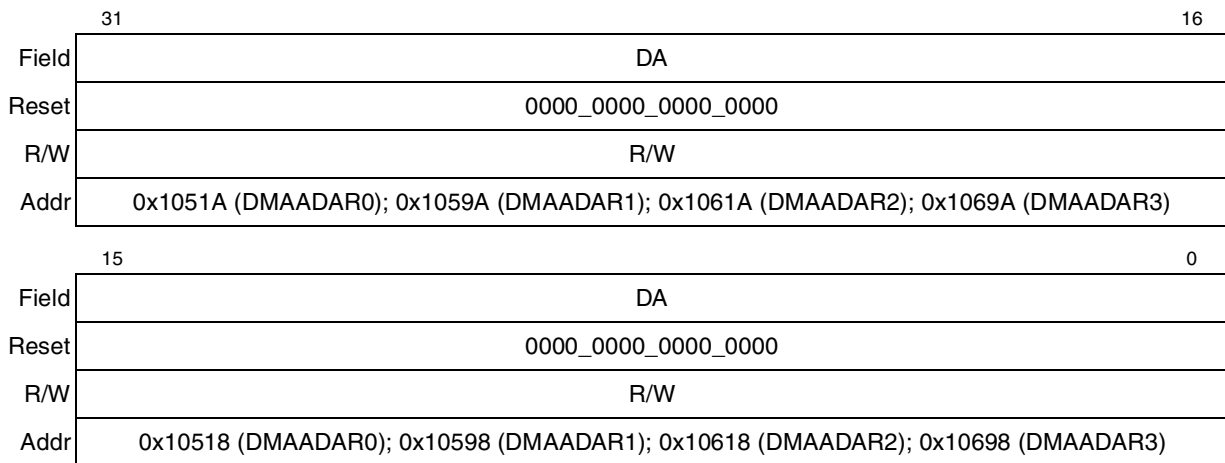 31 16
Field DA
Reset 0000_0000_0000_0000
R/W R/W
Addr 0x1051A (DMAADAR0); 0x1059A (DMAADAR1); 0x1061A (DMAADAR2); 0x1069A (DMAADAR3)
15 0
Field DA
Reset 0000_0000_0000_0000
R/W R/W
Addr 0x10518 (DMAADAR0); 0x10598 (DMAADAR1); 0x10618 (DMAADAR2); 0x10698 (DMAADAR3)